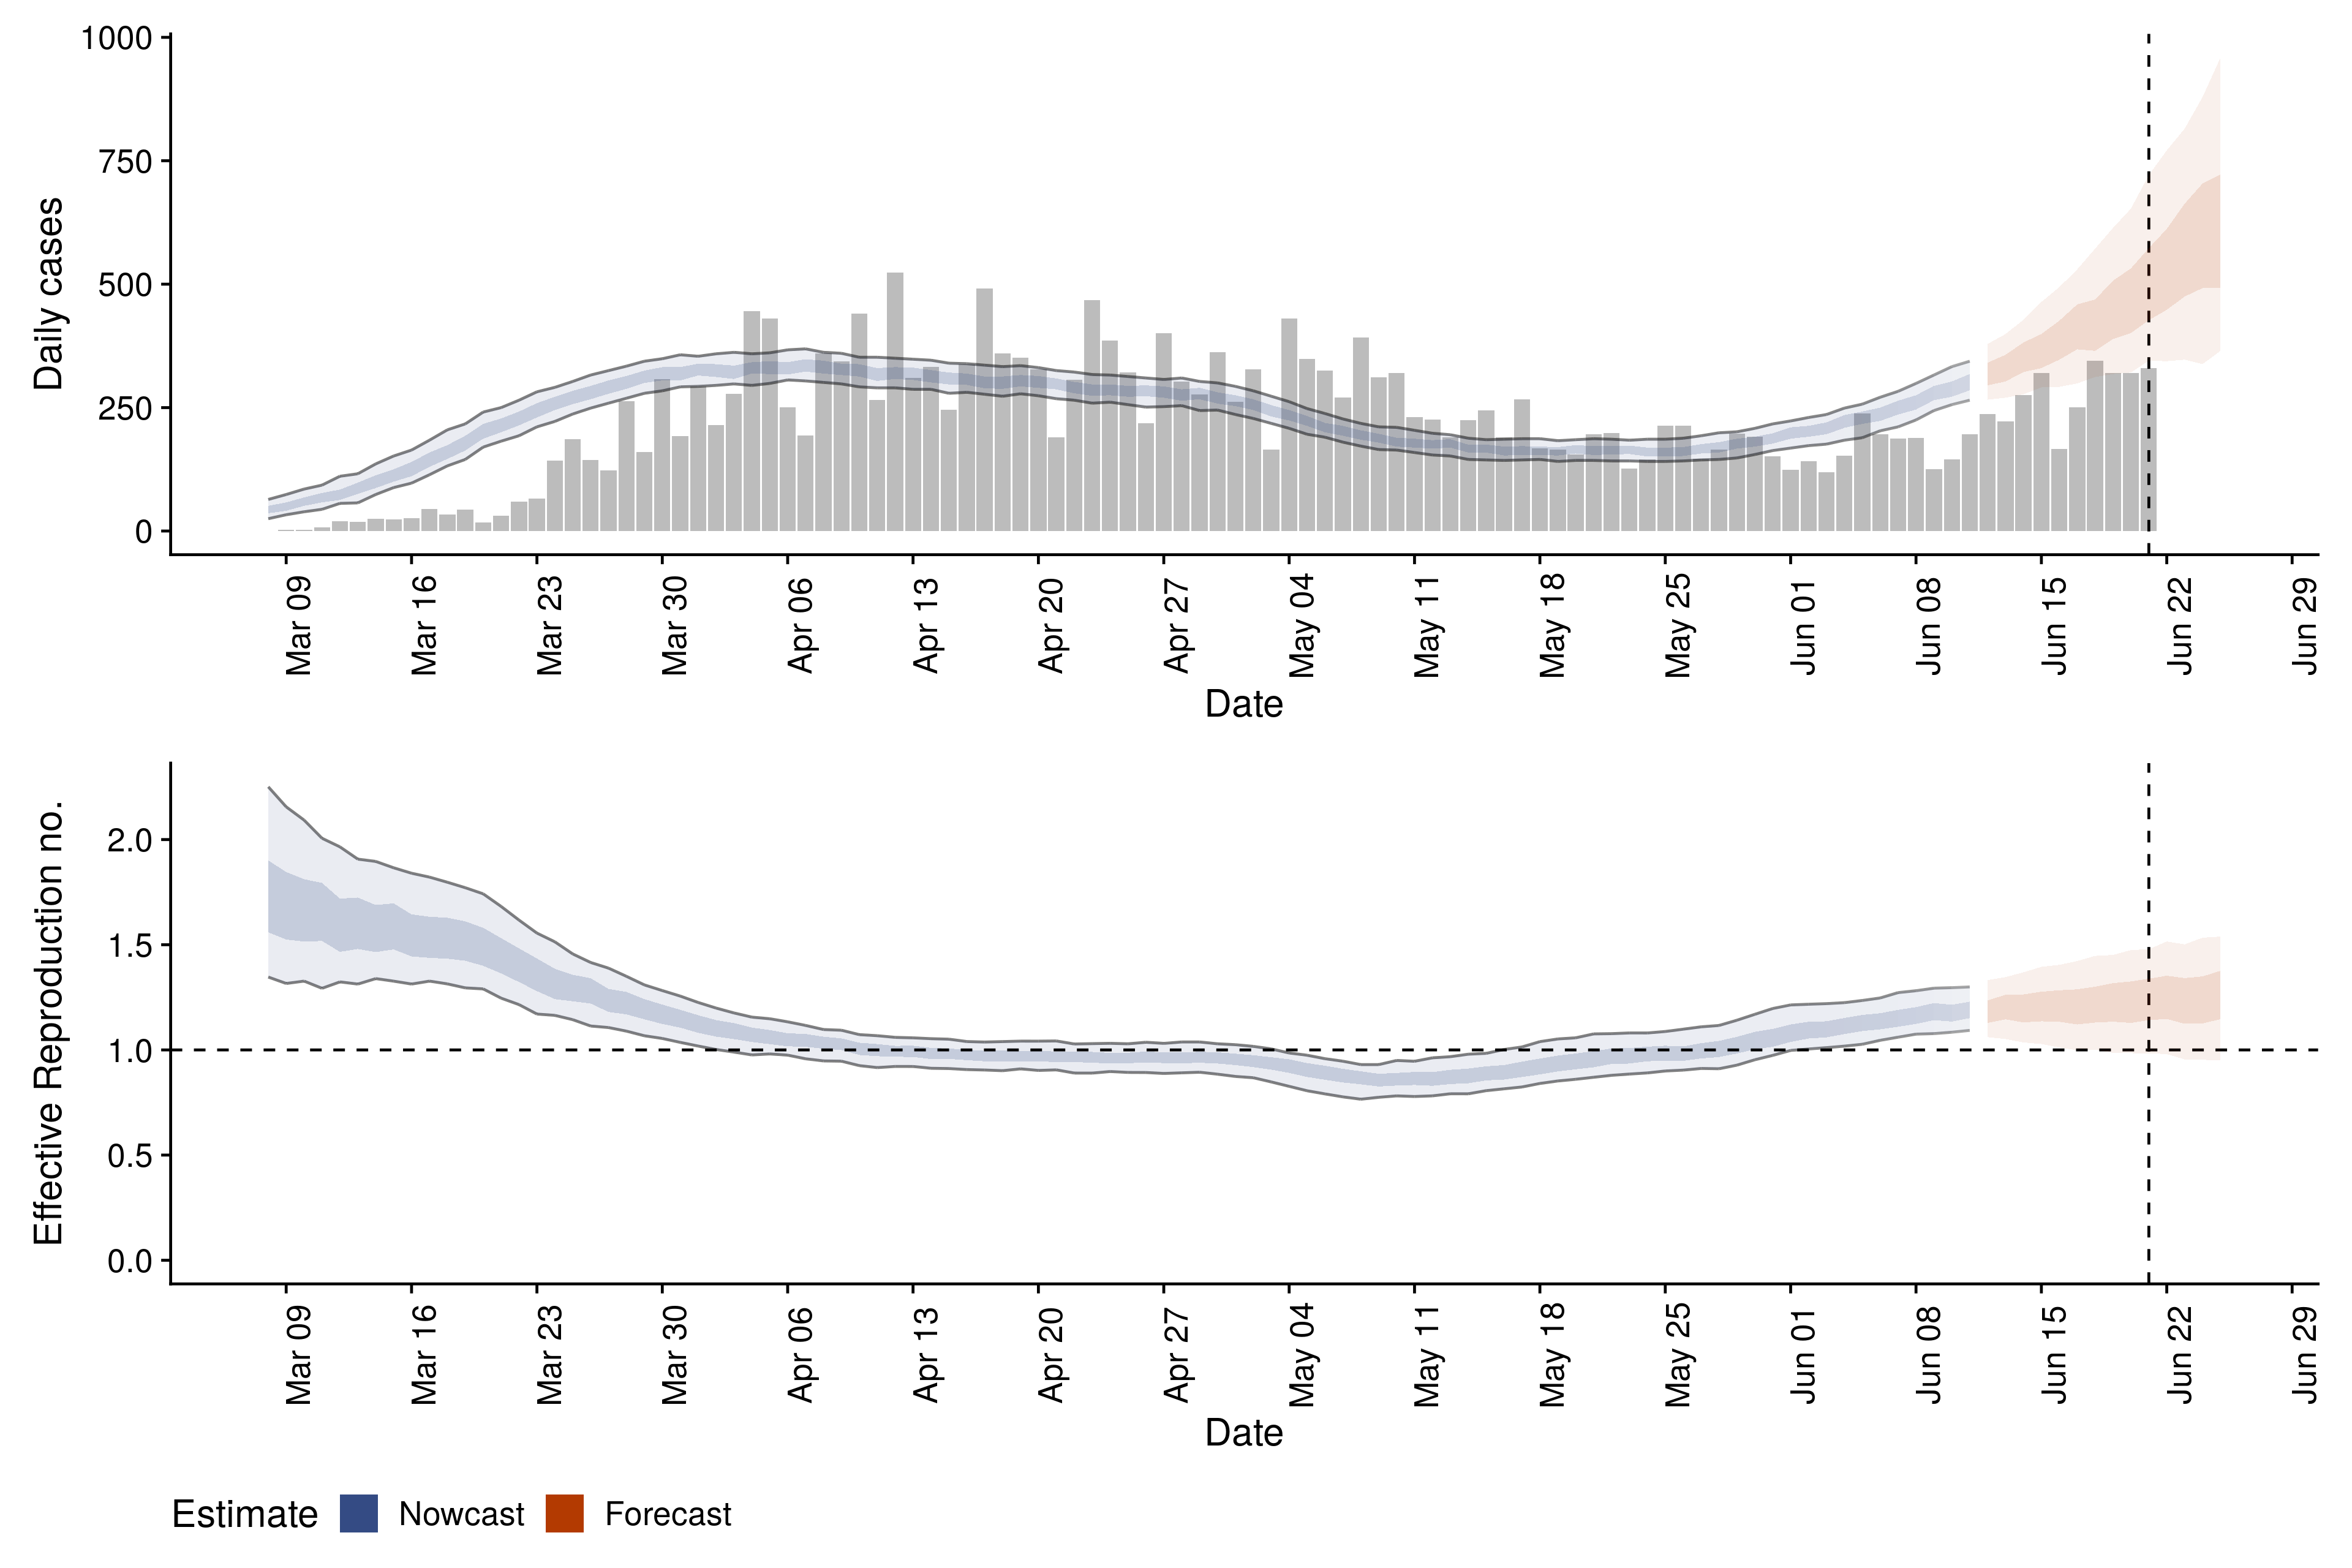 Daily cases
1000
750
500
250
0
Mar 09 Mar 16 Mar 23 Mar 30 Apr 06 Apr 13 Apr 20 Apr 27 May 04 May 11 May 18 May 25 Jun 01 Jun 08 Jun 15 Jun 22 Jun 29
Date
Effective Reproduction no.
2.0
1.5
1.0
0.5
0.0
Mar 09 Mar 16 Mar 23 Mar 30 Apr 06 Apr 13 Apr 20 Apr 27 May 04 May 11 May 18 May 25 Jun 01 Jun 08 Jun 15 Jun 22 Jun 29
Date
Estimate Nowcast Forecast